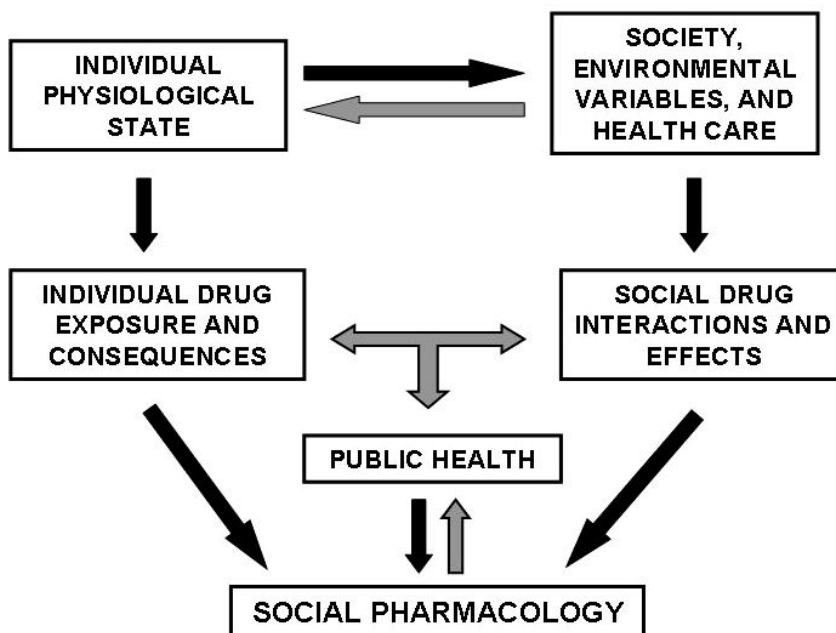 INDIVIDUAL
PHYSIOLOGICAL
STATE
SOCIETY,
ENVIRONMENTAL
VARIABLES, AND
HEALTH CARE
INDIVIDUAL DRUG
EXPOSURE AND
CONSEQUENCES
SOCIAL DRUG
INTERACTIONS AND
EFFECTS
PUBLIC HEALTH
SOCIAL PHARMACOLOGY